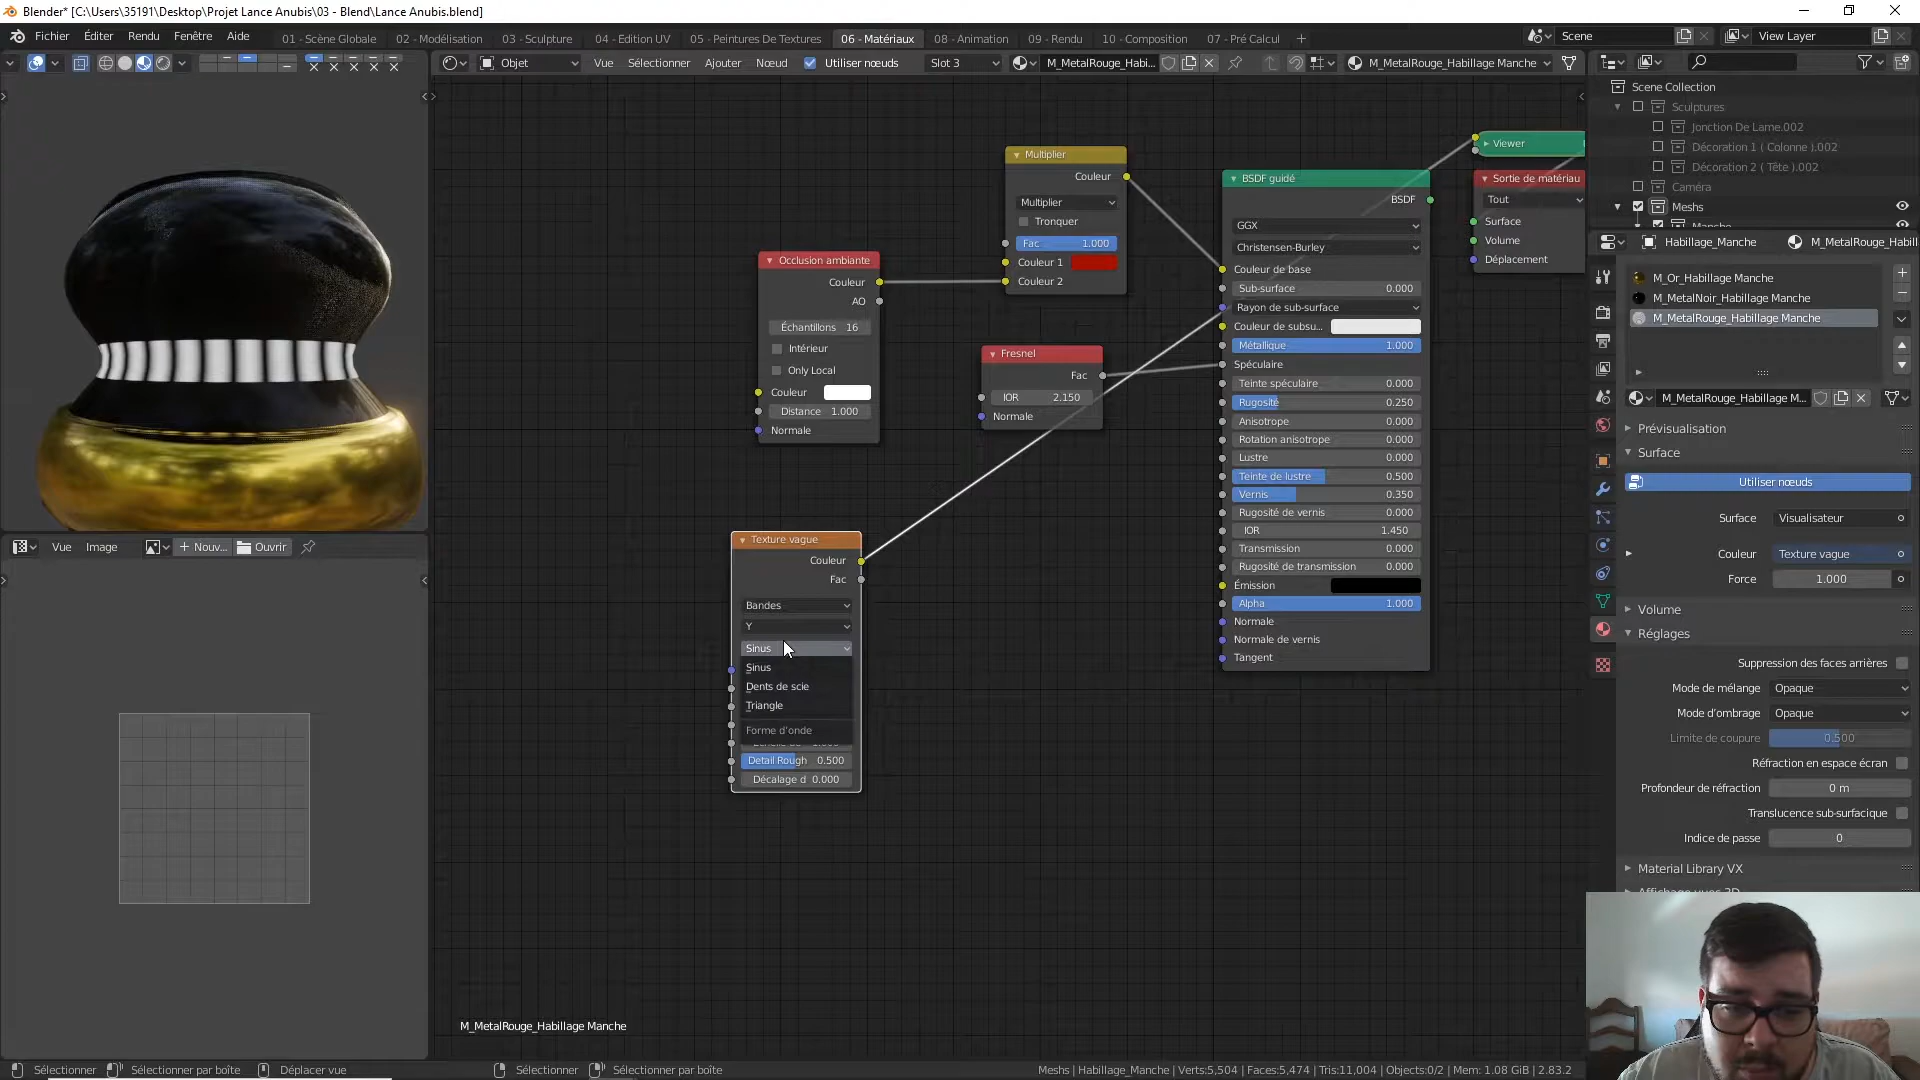 Blender* [C:\Users\35191\Desktop\Projet Lance Anubis\03 - Blend\Lance Anubis.blend]
Fichier Éditer Rendu Fenêtre Aide 01 - Scène Globale 02 - Modélisation 03 - Sculpture 04 - Edition UV 05 - Peintures De Textures 06 - Matériaux 08 - Animation 09 - Rendu 10 - Composition 07 - Pré Calcul + Scene View Layer
Objet Vue Sélectionner Ajouter Nœud Utiliser nœuds Slot 3 M_MetalRouge_Habi... M_MetalRouge_Habillage Manche
Scene Collection
Sculptures
Jonction De Lame.002
Décoration 1 ( Colonne ).002
Décoration 2 ( Tête ).002
Caméra
Meshs
Manche
Multiplier
Couleur
Multiplier
Tronquer
Fac 1.000
Couleur 1
Couleur 2
Occlusion ambiante
Couleur
AO
Échantillons 16
Intérieur
Only Local
Couleur
Distance 1.000
Normale
Fresnel
Fac
IOR 2.150
Normale
Texture vague
Couleur
Fac
Bandes
Y
Sinus
Sinus
Dents de scie
Triangle
Forme d'onde
Detail Rough 0.500
Décalage d 0.000
BSDF guidé
BSDF
GGX
Christensen-Burley
Couleur de base
Sub-surface 0.000
Rayon de sub-surface
Couleur de subsu...
Métallique 1.000
Spéculaire
Teinte spéculaire 0.000
Rugosité 0.250
Anisotrope 0.000
Rotation anisotrope 0.000
Lustre 0.000
Teinte de lustre 0.500
Vernis 0.350
Rugosité de vernis 0.000
IOR 1.450
Transmission 0.000
Rugosité de transmission 0.000
Émission
Alpha 1.000
Normale
Normale de vernis
Tangent
Viewer
Sortie de matériau
Tout
Surface
Volume
Déplacement
Habillage_Manche M_MetalRouge_Habill
M_Or_Habillage Manche
M_MetalNoir_Habillage Manche
M_MetalRouge_Habillage Manche
M_MetalRouge_Habillage M...
Prévisualisation
Surface
Utiliser nœuds
Surface Visualisateur
Couleur Texture vague
Force 1.000
Volume
Réglages
Suppression des faces arrières
Mode de mélange Opaque
Mode d'ombrage Opaque
Limite de coupure 0.500
Réfraction en espace écran
Profondeur de réfraction 0 m
Translucence sub-surfacique
Indice de passe 0
Material Library VX
Vue Image + Nouv... Ouvrir
M_MetalRouge_Habillage Manche
Sélectionner Sélectionner par boîte Déplacer vue Sélectionner Sélectionner par boîte Meshs | Habillage_Manche | Verts:5,504 | Faces:5,474 | Tris:11,004 | Objects:0/2 | Mem: 1.08 GiB | 2.83.2